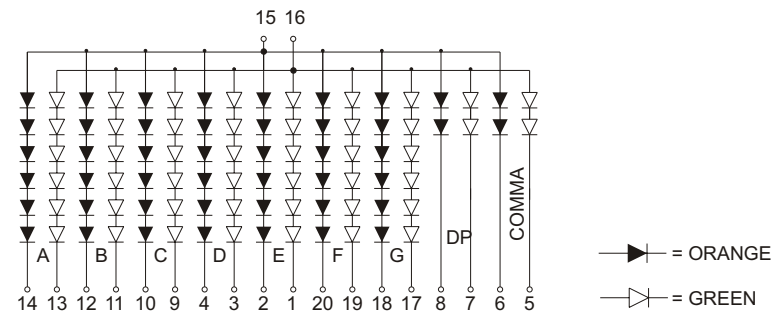 15 16
A B C D E F G DP COMMA
14 13 12 11 10 9 4 3 2 1 20 19 18 17 8 7 6 5
= ORANGE
= GREEN